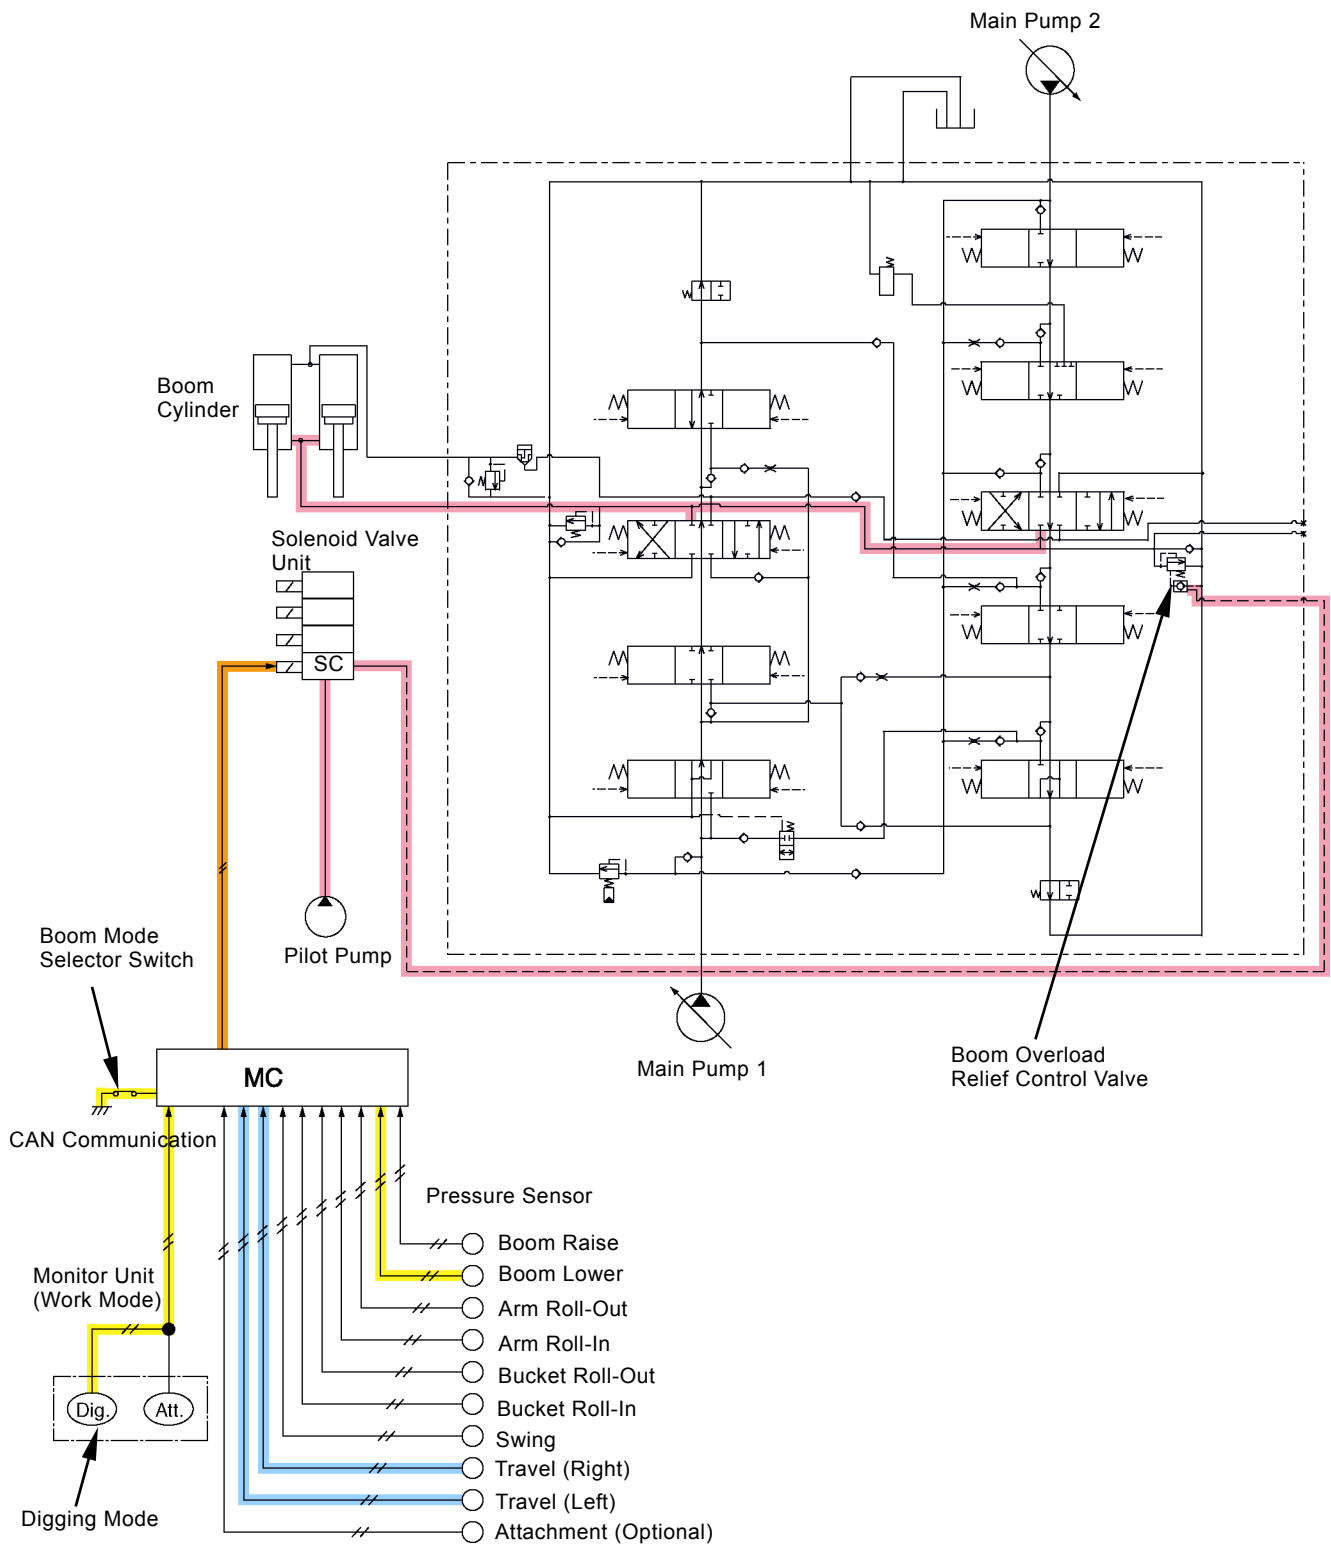 Main Pump 2
Boom
Cylinder
Solenoid Valve
Unit
SC
Boom Mode
Selector Switch
Pilot Pump
Main Pump 1
Boom Overload
Relief Control Valve
MC
CAN Communication
Pressure Sensor
Boom Raise
Boom Lower
Monitor Unit
(Work Mode)
Arm Roll-Out
Arm Roll-In
Bucket Roll-Out
Dig.
Att.
Bucket Roll-In
Swing
Travel (Right)
Travel (Left)
Digging Mode
Attachment (Optional)